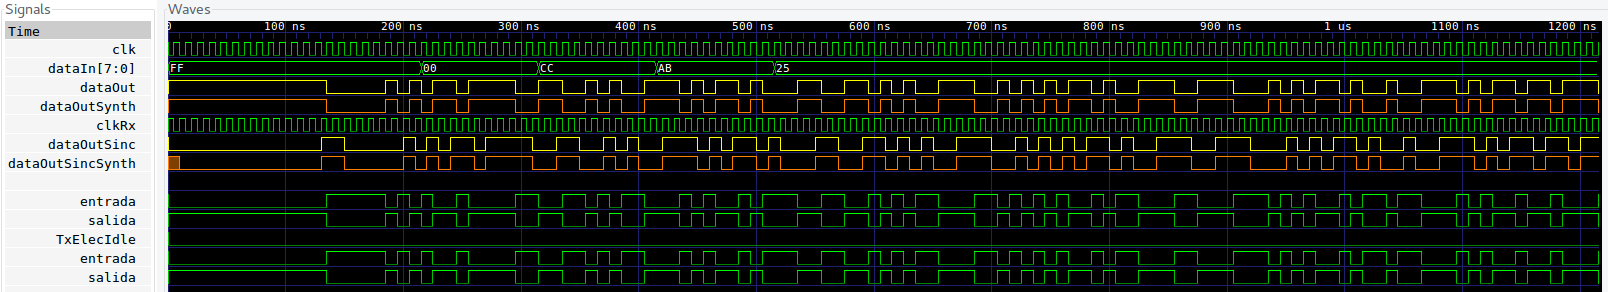 Signals
Waves
Time
0 100 ns 200 ns 300 ns 400 ns 500 ns 600 ns 700 ns 800 ns 900 ns 1 us 1100 ns 1200 ns
clk
dataIn[7:0] FF 00 CC AB 25
dataOut
dataOutSynth
clkRx
dataOutSinc
dataOutSincSynth
entrada
salida
TxElecIdle
entrada
salida